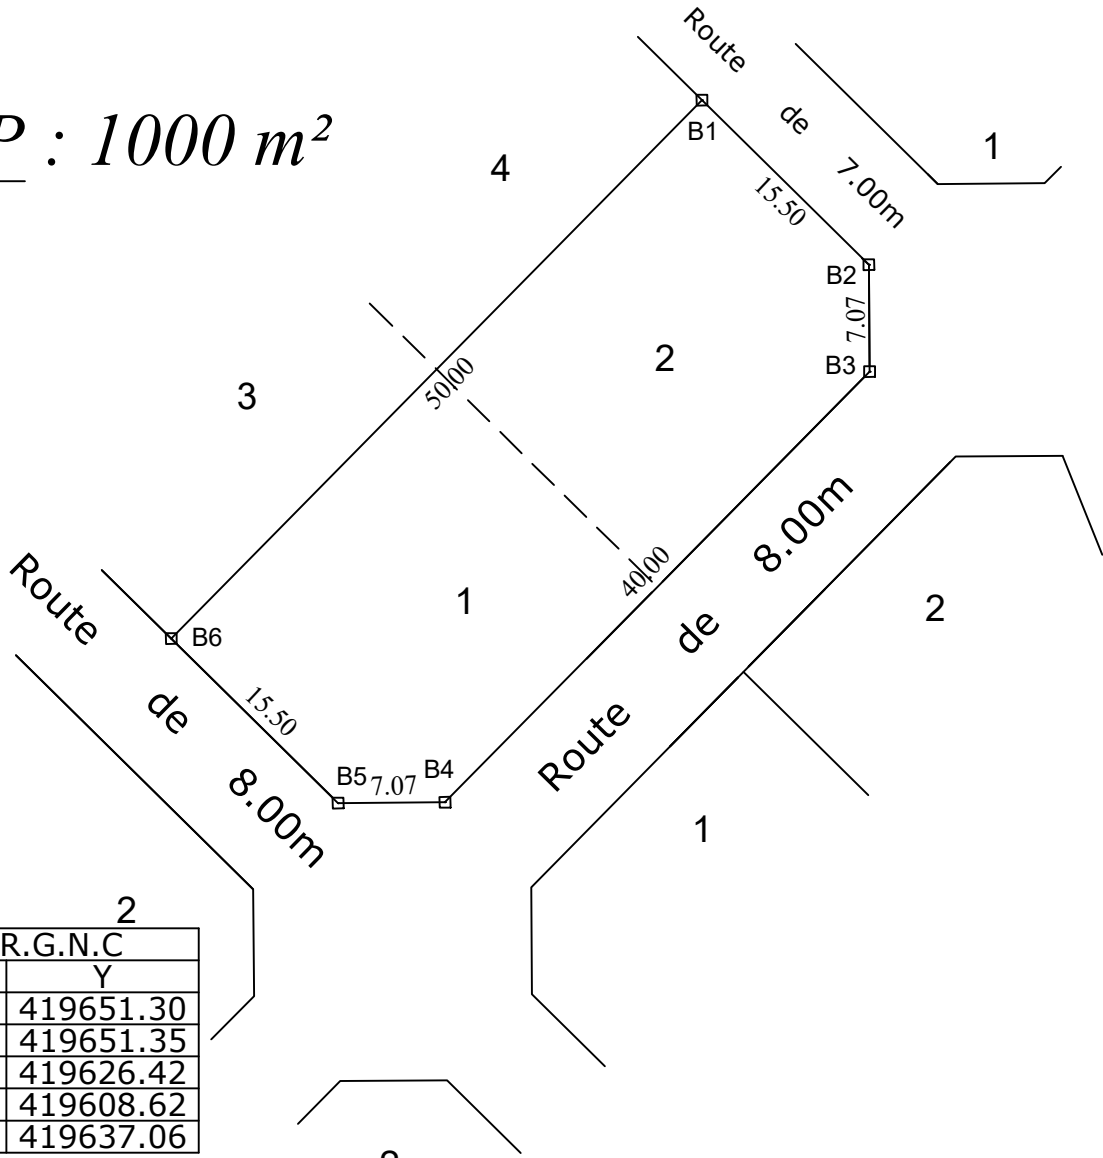 P : 1000 m²
Route
de
7.00m
1
4
B1
15.50
B2
7.07
B3
2
3
50.00
8.00m
40.00
1
Route
B6
de
2
15.50
de
Route
B5
7.07
B4
8.00m
1
2
R.G.N.C
Y
419651.30
419651.35
419626.42
419608.62
419637.06